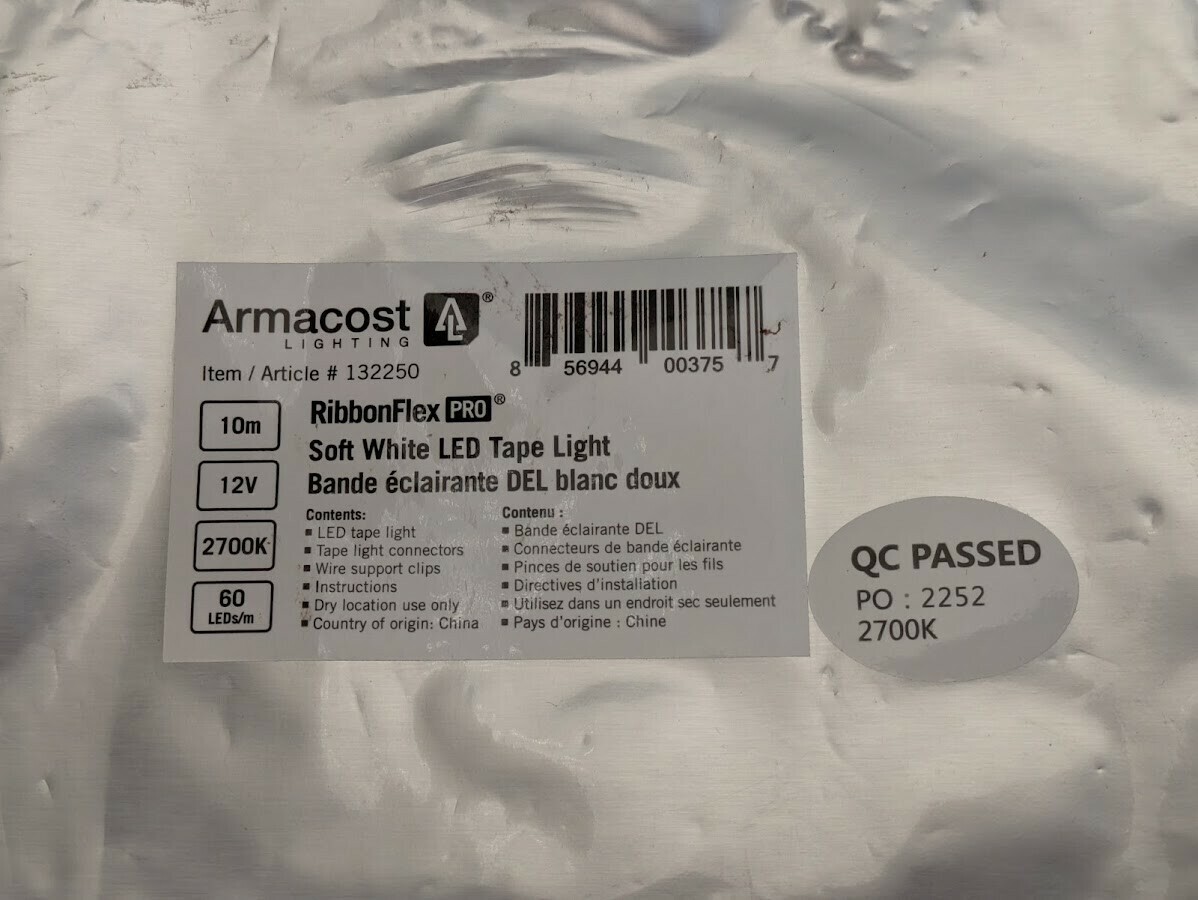 Armacost
LIGHTING
®
8 56944 00375 7
Item / Article # 132250
10m
12V
2700K
60
LEDs/m
RibbonFlex PRO®
Soft White LED Tape Light
Bande éclairante DEL blanc doux
Contents:
▪ LED tape light
▪ Tape light connectors
▪ Wire support clips
▪ Instructions
▪ Dry location use only
▪ Country of origin: China
Contenu :
▪ Bande éclairante DEL
▪ Connecteurs de bande éclairante
▪ Pinces de soutien pour les fils
▪ Directives d'installation
▪ Utilisez dans un endroit sec seulement
▪ Pays d'origine : Chine
QC PASSED
PO : 2252
2700K